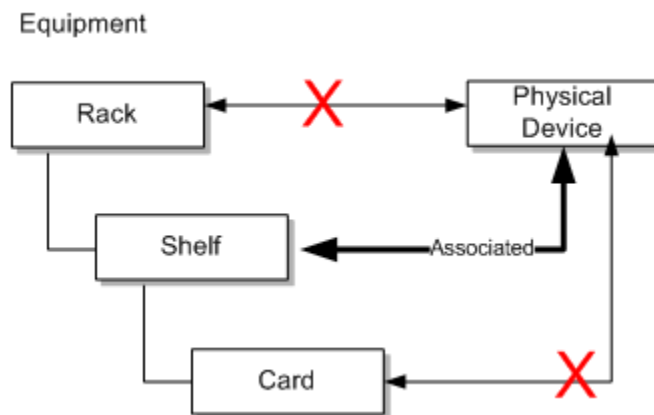 Equipment
Rack
Physical
Device
Shelf
Associated
Card